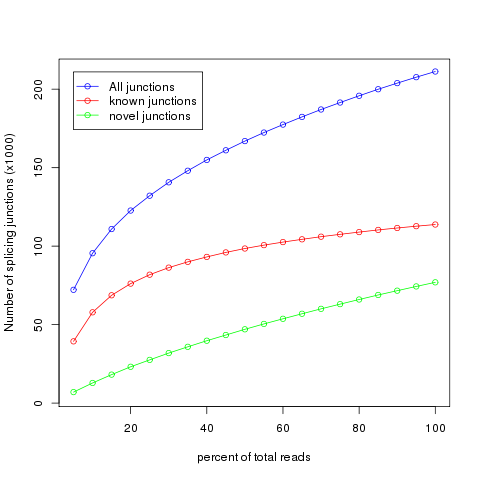 All junctions
known junctions
novel junctions
Number of splicing junctions (x1000)
200
150
100
50
0
20 40 60 80 100
percent of total reads